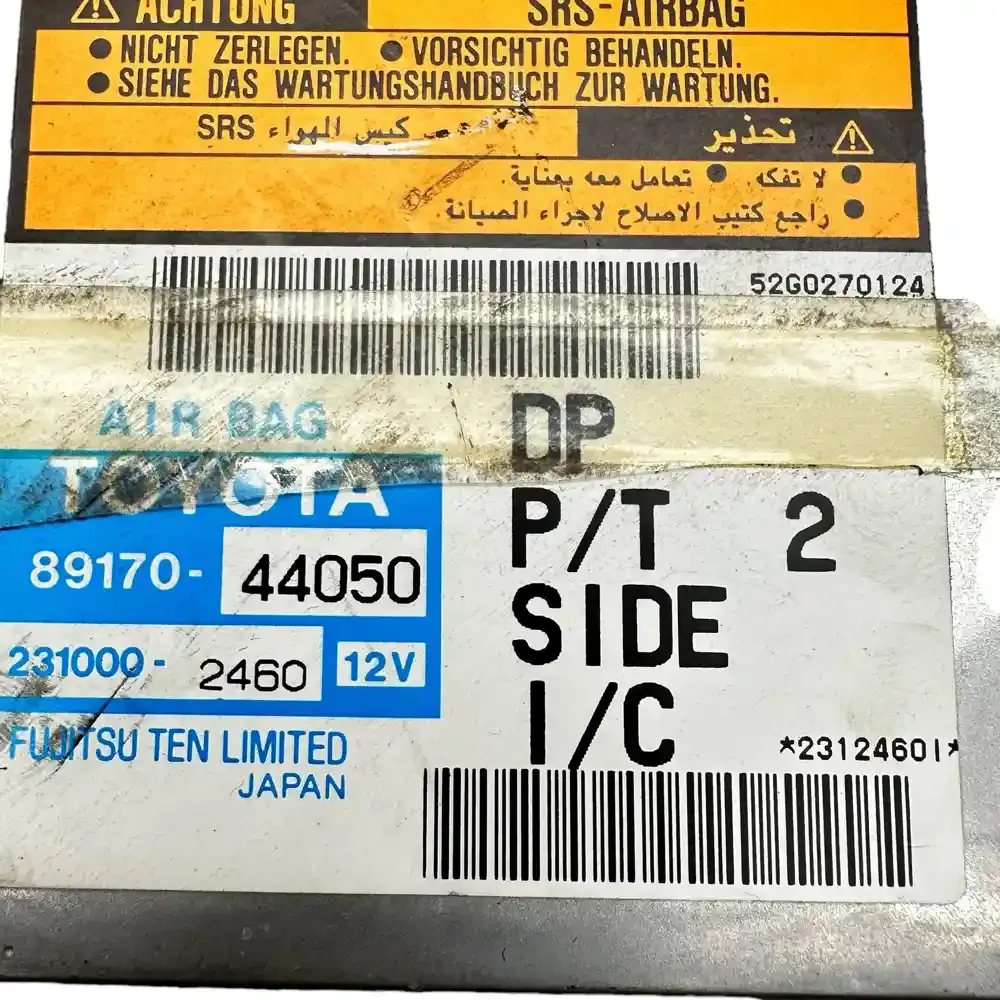 ACHTUNG SRS-AIRBAG
● NICHT ZERLEGEN. ● VORSICHTIG BEHANDELN.
● SIEHE DAS WARTUNGSHANDBUCH ZUR WARTUNG.
تحذير كيس الهواء SRS
● لا تفكه. ● تعامل معه بعناية.
● راجع كتيب الاصلاح لاجراء الصيانة.
52G0270124
AIR BAG
TOYOTA
89170-44050
231000-2460 12V
FUJITSU TEN LIMITED
JAPAN
DP
P/T 2
SIDE
I/C
*2312460I*